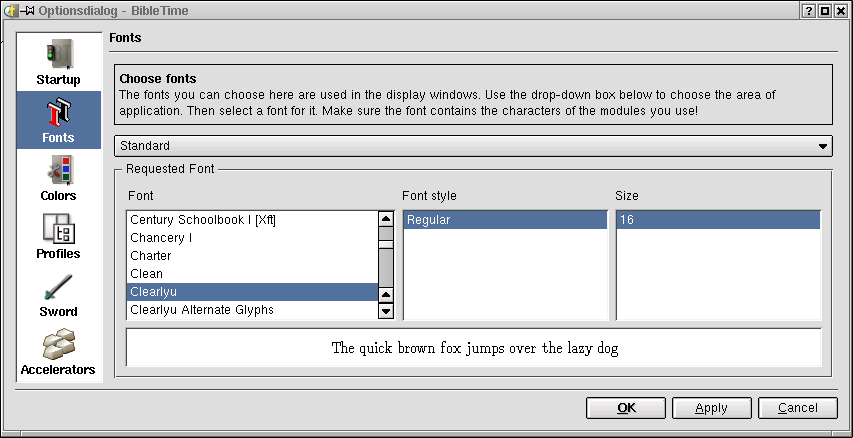 Optionsdialog - BibleTime
Fonts
Startup
Fonts
Colors
Profiles
Sword
Accelerators
Choose fonts
The fonts you can choose here are used in the display windows. Use the drop-down box below to choose the area of
application. Then select a font for it. Make sure the font contains the characters of the modules you use!
Standard
Requested Font
Font
Font style
Size
Century Schoolbook l [Xft]
Chancery l
Charter
Clean
Clearlyu
Clearlyu Alternate Glyphs
Regular
16
The quick brown fox jumps over the lazy dog
OK
Apply
Cancel